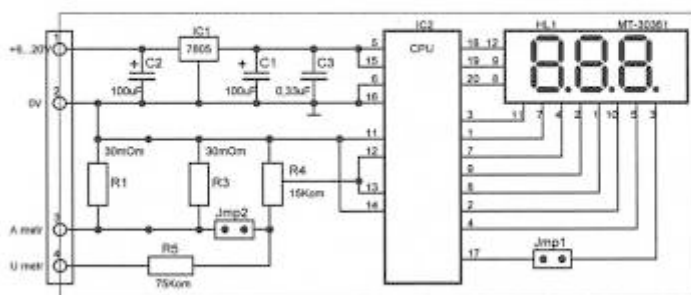 1
+6...20V
IC1
7805
C2
100uF
C1
100uF
C3
0,33uF
2
0V
30mOm
R1
30mOm
R3
R4
15Kom
Jmp2
3
A metr
4
U metr
R5
75Kom
IC2
CPU
5
15
6
16
11
12
13
14
18 12
19 9
20 8
3
1
7
9
8
2
4
17
HL1
MT-30361
11 7 4 2 1 10 5 3
Jmp1